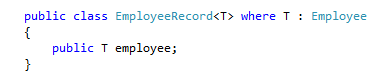 public class EmployeeRecord<T> where T : Employee
{
public T employee;
}